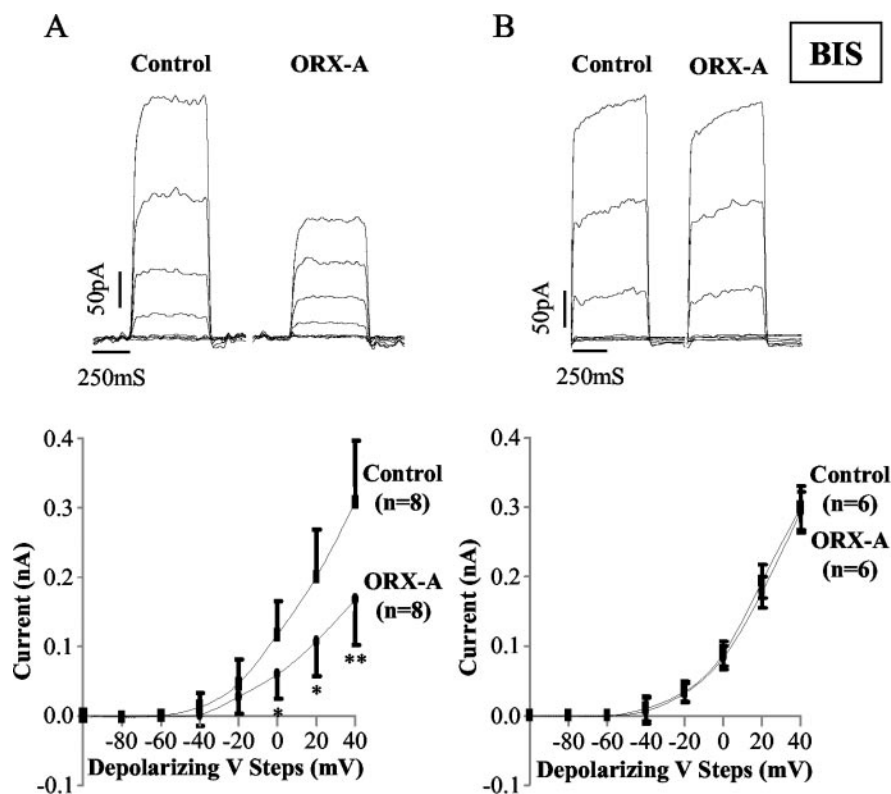 A
Control
ORX-A
50pA
250mS
B
Control
ORX-A
BIS
50pA
250mS
0.4
0.3
0.2
0.1
0.0
-0.1
Current (nA)
-80 -60 -40 -20 0 20 40
Depolarizing V Steps (mV)
Control
(n=8)
ORX-A
(n=8)
*
*
**
0.4
0.3
0.2
0.1
0.0
-0.1
Current (nA)
-80 -60 -40 -20 0 20 40
Depolarizing V Steps (mV)
Control
(n=6)
ORX-A
(n=6)